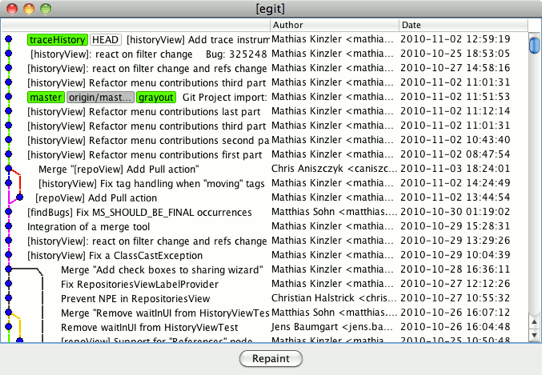 [egit]
Author Date
traceHistory HEAD [historyView] Add trace instrum Mathias Kinzler <mathia... 2010-11-02 12:59:19
[historyView]: react on filter change Bug: 325248 Mathias Kinzler <mathia... 2010-10-25 18:53:05
[historyView]: react on filter change and refs change Mathias Kinzler <mathia... 2010-10-27 14:58:16
[historyView] Refactor menu contributions third part Mathias Kinzler <mathia... 2010-11-02 11:01:31
master origin/mast... grayout Git Project import: Mathias Kinzler <mathia... 2010-11-02 11:51:53
[historyView] Refactor menu contributions last part Mathias Kinzler <mathia... 2010-11-02 11:12:14
[historyView] Refactor menu contributions third part Mathias Kinzler <mathia... 2010-11-02 11:01:31
[historyView] Refactor menu contributions second pa Mathias Kinzler <mathia... 2010-11-02 10:43:40
[historyView] Refactor menu contributions first part Mathias Kinzler <mathia... 2010-11-02 08:47:54
Merge "[repoView] Add Pull action" Chris Aniszczyk <caniszc... 2010-11-03 18:24:01
[historyView] Fix tag handling when "moving" tags Mathias Kinzler <mathia... 2010-11-02 14:24:49
[repoView] Add Pull action Mathias Kinzler <mathia... 2010-11-02 13:44:54
[findBugs] Fix MS_SHOULD_BE_FINAL occurrences Matthias Sohn <matthias.... 2010-10-30 01:19:02
Integration of a merge tool Mathias Kinzler <mathia... 2010-10-29 15:28:31
[historyView]: react on filter change and refs change Mathias Kinzler <mathia... 2010-10-29 13:29:26
[historyView] Fix a ClassCastException Mathias Kinzler <mathia... 2010-10-29 10:04:39
Merge "Add check boxes to sharing wizard" Mathias Kinzler <mathia... 2010-10-28 16:36:11
Fix RepositoriesViewLabelProvider Mathias Kinzler <mathia... 2010-10-27 12:12:26
Prevent NPE in RepositoriesView Christian Halstrick <chris... 2010-10-27 10:55:32
Merge "Remove waitInUI from HistoryViewTes Matthias Sohn <matthias.... 2010-10-26 16:07:12
Remove waitInUI from HistoryViewTest Jens Baumgart <jens.ba... 2010-10-26 16:04:48
[repoView] Support for "References" node Mathias Kinzler <mathia... 2010-10-25 10:50:48
Repaint